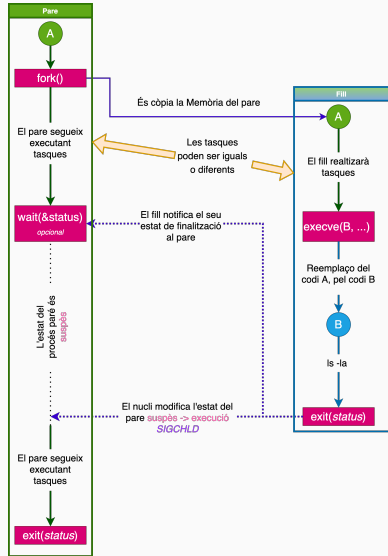 Pare
A
fork()
És còpia la Memòria del pare
Fill
A
El pare segueix
executant
tasques
Les tasques
poden ser iguals
o diferents
El fill realtizarà
tasques
wait(&status)
opcional
El fill notifica el seu
estat de finalització
al pare
execve(B, ...)
Reemplaço del
codi A, pel codi B
B
L'estat del
procés paré és
suspès
ls -la
El nucli modifica l'estat del
pare suspès -> execució
SIGCHLD
exit(status)
El pare segueix
executant
tasques
exit(status)